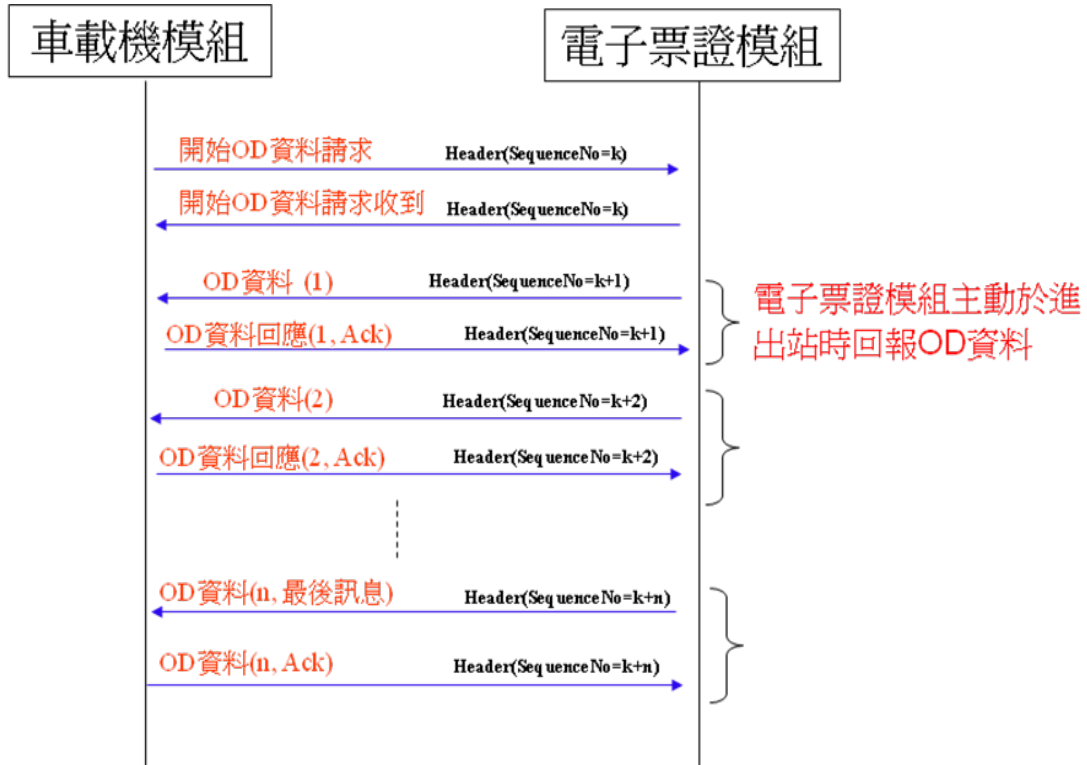 車載機模組
電子票證模組
開始OD資料請求 Header(SequenceNo=k)
開始OD資料請求收到 Header(SequenceNo=k)
OD資料 (1) Header(SequenceNo=k+1)
OD資料回應(1, Ack) Header(SequenceNo=k+1)
電子票證模組主動於進
出站時回報OD資料
OD資料(2) Header(SequenceNo=k+2)
OD資料回應(2, Ack) Header(SequenceNo=k+2)
OD資料(n, 最後訊息) Header(SequenceNo=k+n)
OD資料(n, Ack) Header(SequenceNo=k+n)